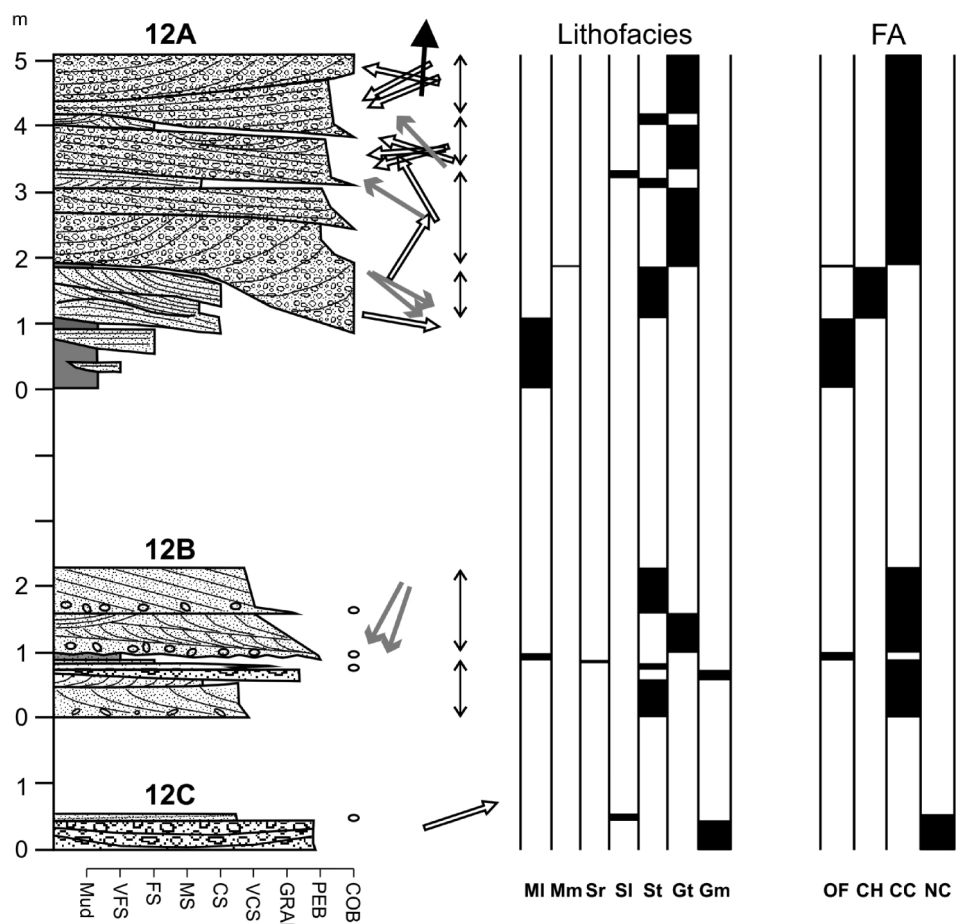 m
12A
Lithofacies
FA
5
4
3
2
1
0
12B
2
1
0
12C
1
0
Mud
VFS
FS
MS
CS
VCS
GRA
PEB
COB
Ml Mm Sr Sl St Gt Gm
OF CH CC NC